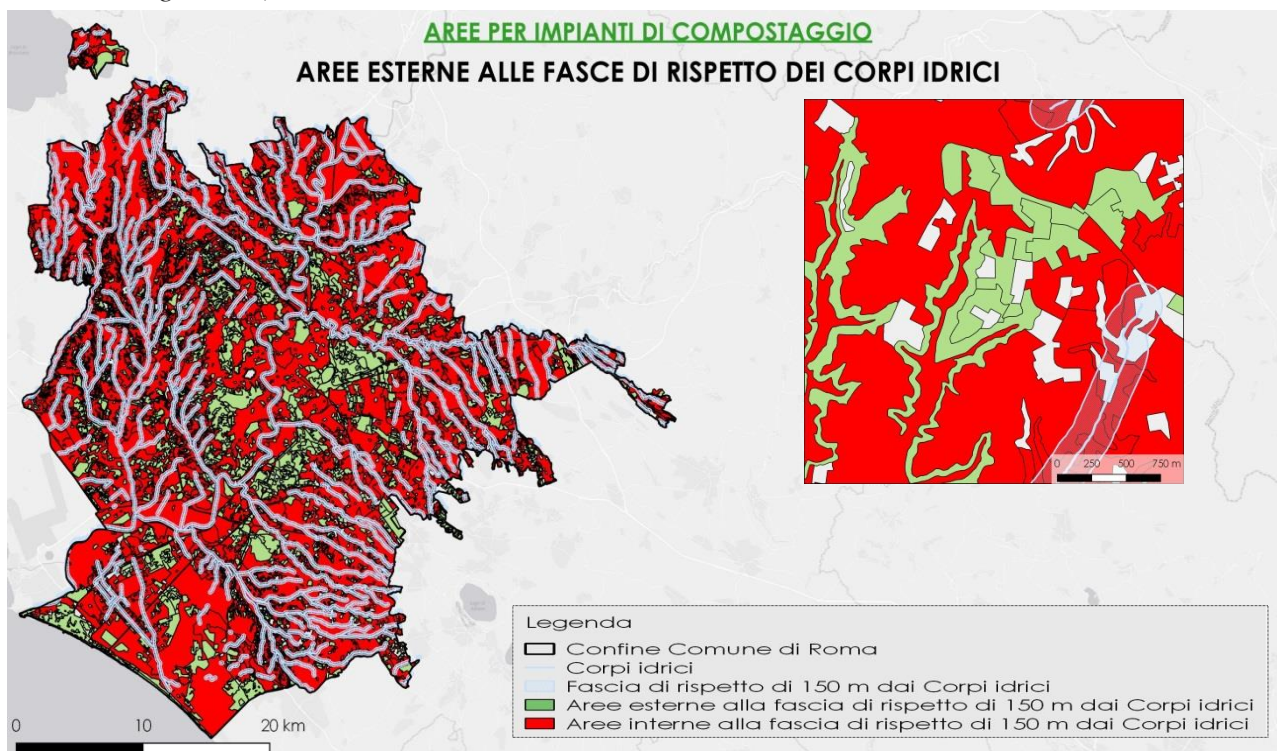 AREE PER IMPIANTI DI COMPOSTAGGIO
AREE ESTERNE ALLE FASCE DI RISPETTO DEI CORPI IDRICI
0 250 500 750 m
Legenda
Confine Comune di Roma
Corpi idrici
Fascia di rispetto di 150 m dai Corpi idrici
Aree esterne alla fascia di rispetto di 150 m dai Corpi idrici
Aree interne alla fascia di rispetto di 150 m dai Corpi idrici
0 10 20 km